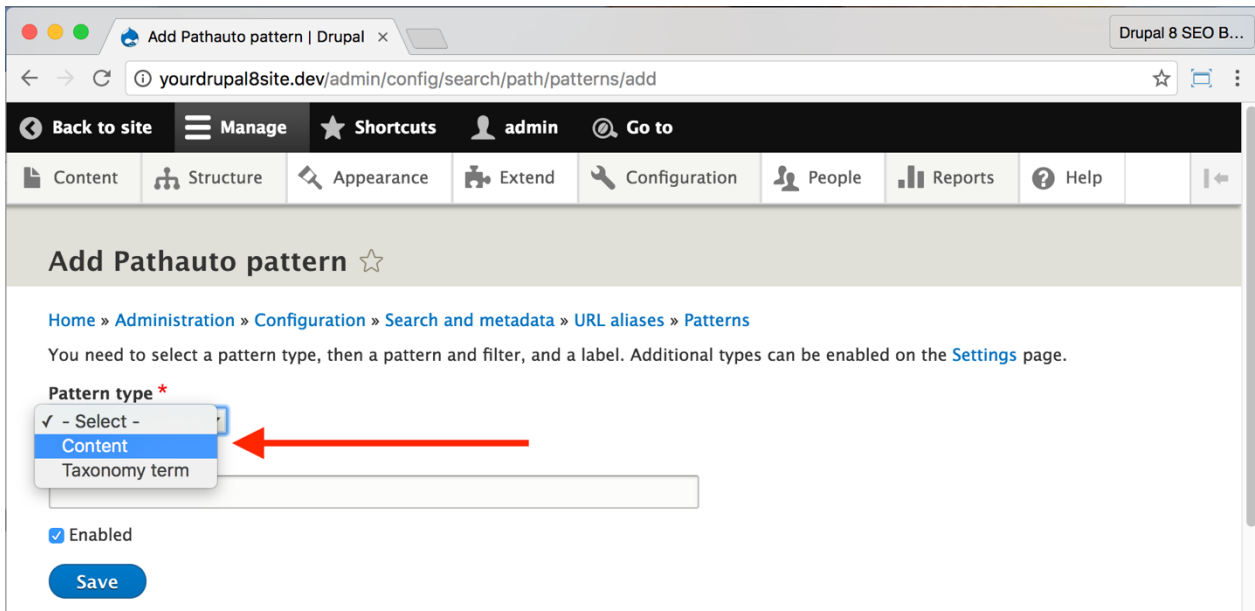 Add Pathauto pattern | Drupal ×
Drupal 8 SEO B...
yourdrupal8site.dev/admin/config/search/path/patterns/add
Back to site Manage Shortcuts admin Go to
Content Structure Appearance Extend Configuration People Reports Help
Add Pathauto pattern
Home » Administration » Configuration » Search and metadata » URL aliases » Patterns
You need to select a pattern type, then a pattern and filter, and a label. Additional types can be enabled on the Settings page.
Pattern type *
✓ - Select -
Content
Taxonomy term
Enabled
Save